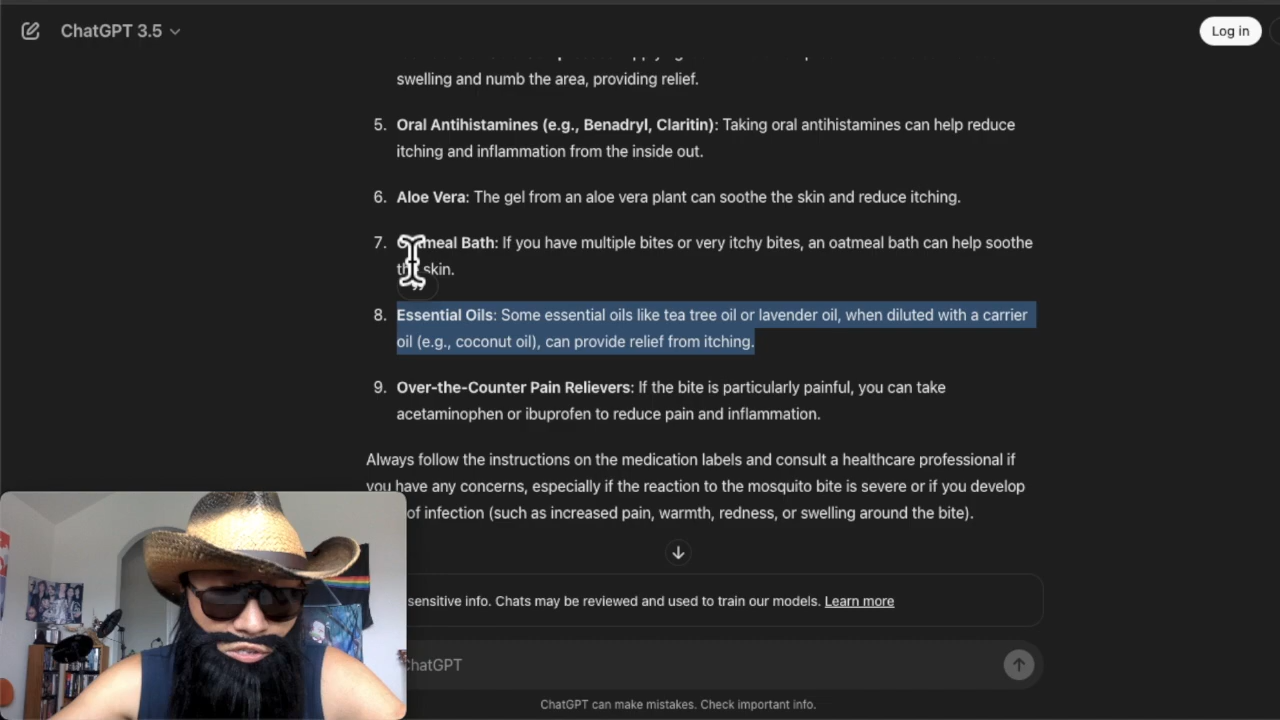 ChatGPT 3.5
Log in
swelling and numb the area, providing relief.
5. Oral Antihistamines (e.g., Benadryl, Claritin): Taking oral antihistamines can help reduce
itching and inflammation from the inside out.
6. Aloe Vera: The gel from an aloe vera plant can soothe the skin and reduce itching.
7. Oatmeal Bath: If you have multiple bites or very itchy bites, an oatmeal bath can help soothe
the skin.
8. Essential Oils: Some essential oils like tea tree oil or lavender oil, when diluted with a carrier
oil (e.g., coconut oil), can provide relief from itching.
9. Over-the-Counter Pain Relievers: If the bite is particularly painful, you can take
acetaminophen or ibuprofen to reduce pain and inflammation.
Always follow the instructions on the medication labels and consult a healthcare professional if
you have any concerns, especially if the reaction to the mosquito bite is severe or if you develop
of infection (such as increased pain, warmth, redness, or swelling around the bite).
sensitive info. Chats may be reviewed and used to train our models. Learn more
ChatGPT
ChatGPT can make mistakes. Check important info.